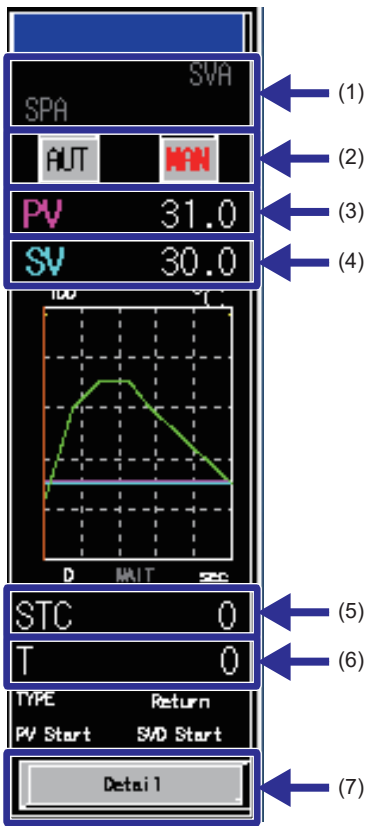 SVA
SPA
(1)
AUT MAN
(2)
PV 31.0
(3)
SV 30.0
(4)
100
D WAIT sec
STC 0
(5)
T 0
(6)
TYPE Return
PV Start SVD Start
Detail
(7)